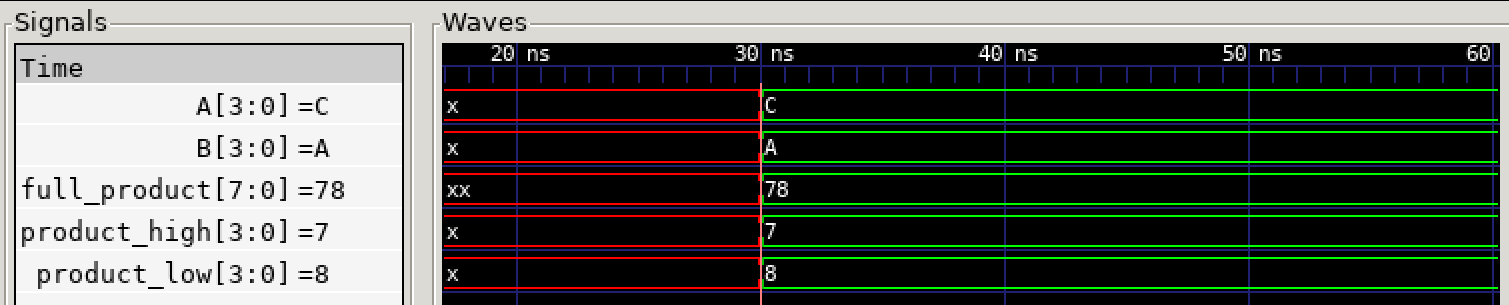 Signals
Waves
Time
20 ns 30 ns 40 ns 50 ns 60
A[3:0]=C
x C
B[3:0]=A
x A
full_product[7:0]=78
xx 78
product_high[3:0]=7
x 7
product_low[3:0]=8
x 8